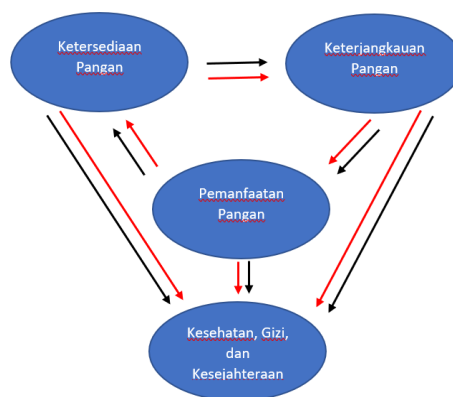 Ketersediaan
Pangan
Keterjangkauan
Pangan
Pemanfaatan
Pangan
Kesehatan, Gizi,
dan
Kesejahteraan